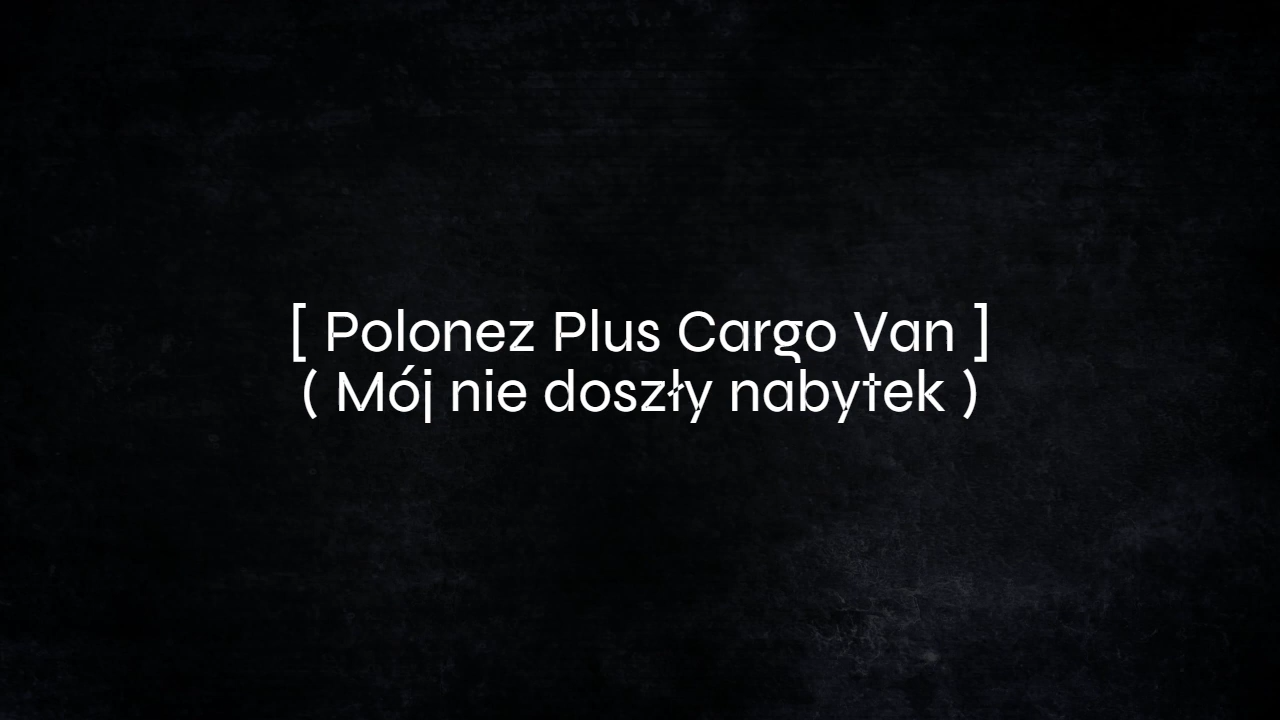 [ Polonez Plus Cargo Van ]
( Mój nie doszły nabytek )